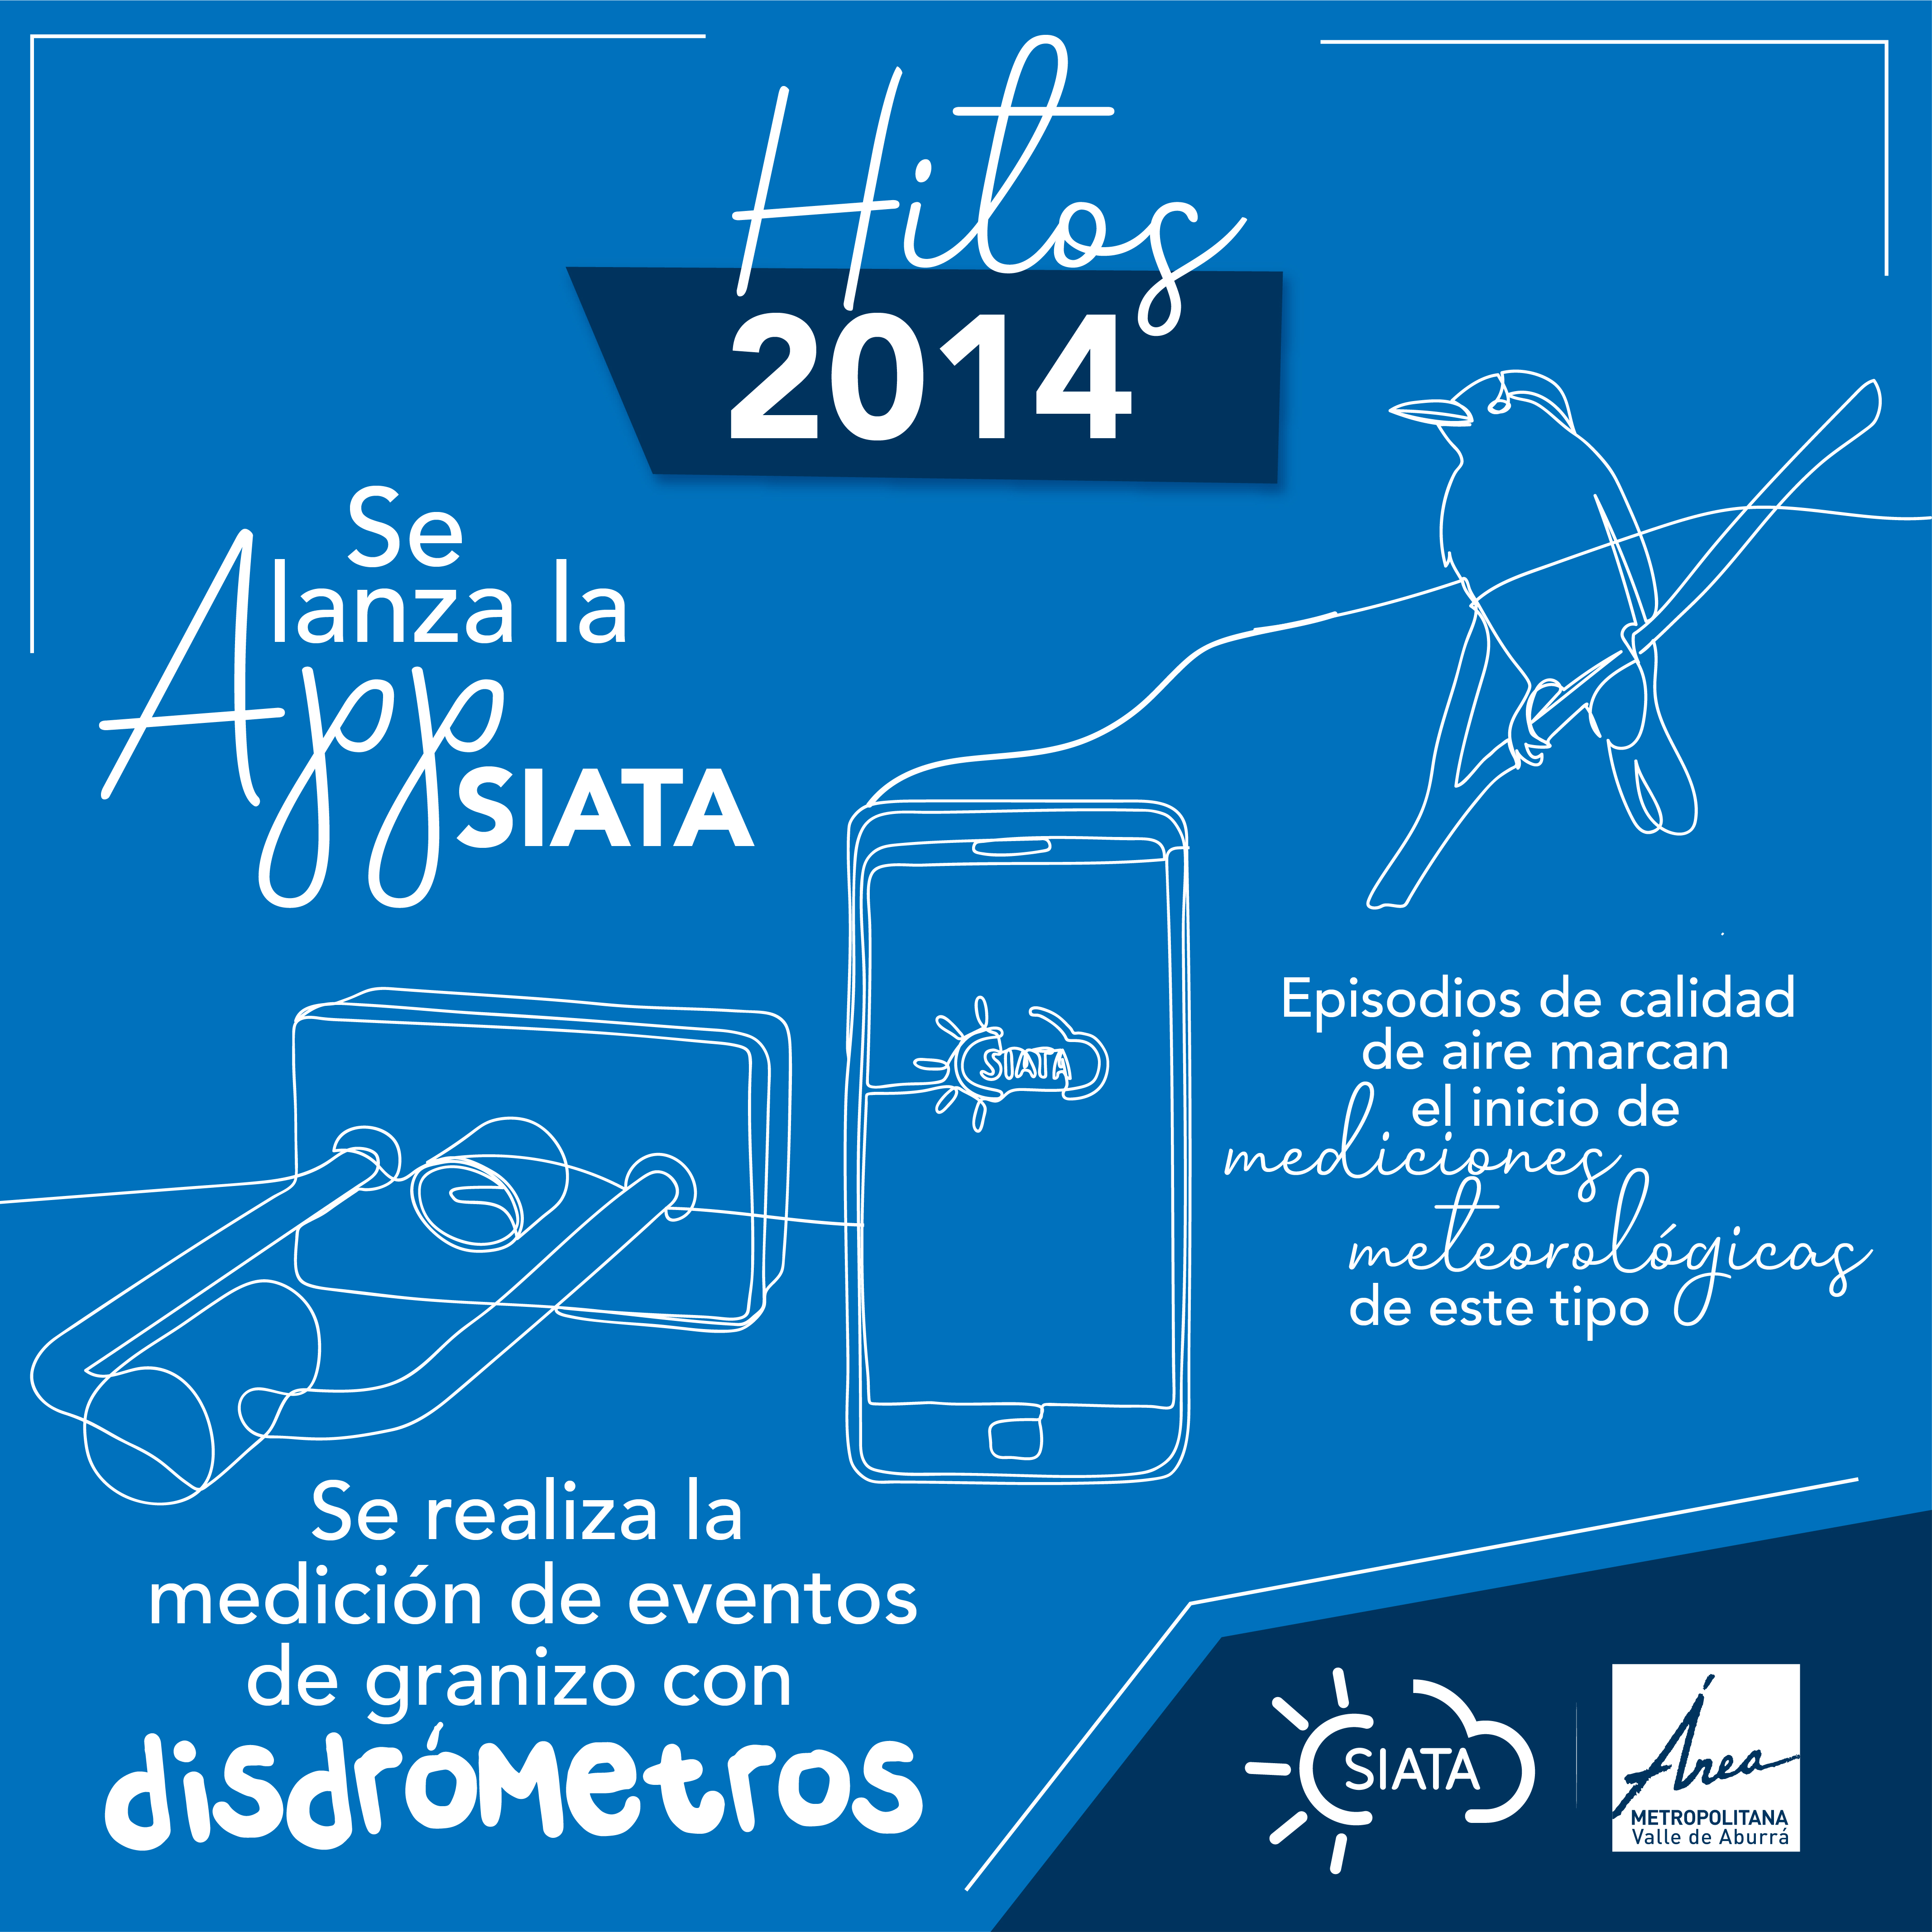 Hitos
2014
Se
lanza la
App
SIATA
SIATA
Episodios de calidad
de aire marcan
el inicio de
mediciones
meteorológicas
de este tipo
Se realiza la
medición de eventos
de granizo con
disdrómetros
SIATA
Área
METROPOLITANA
Valle de Aburrá